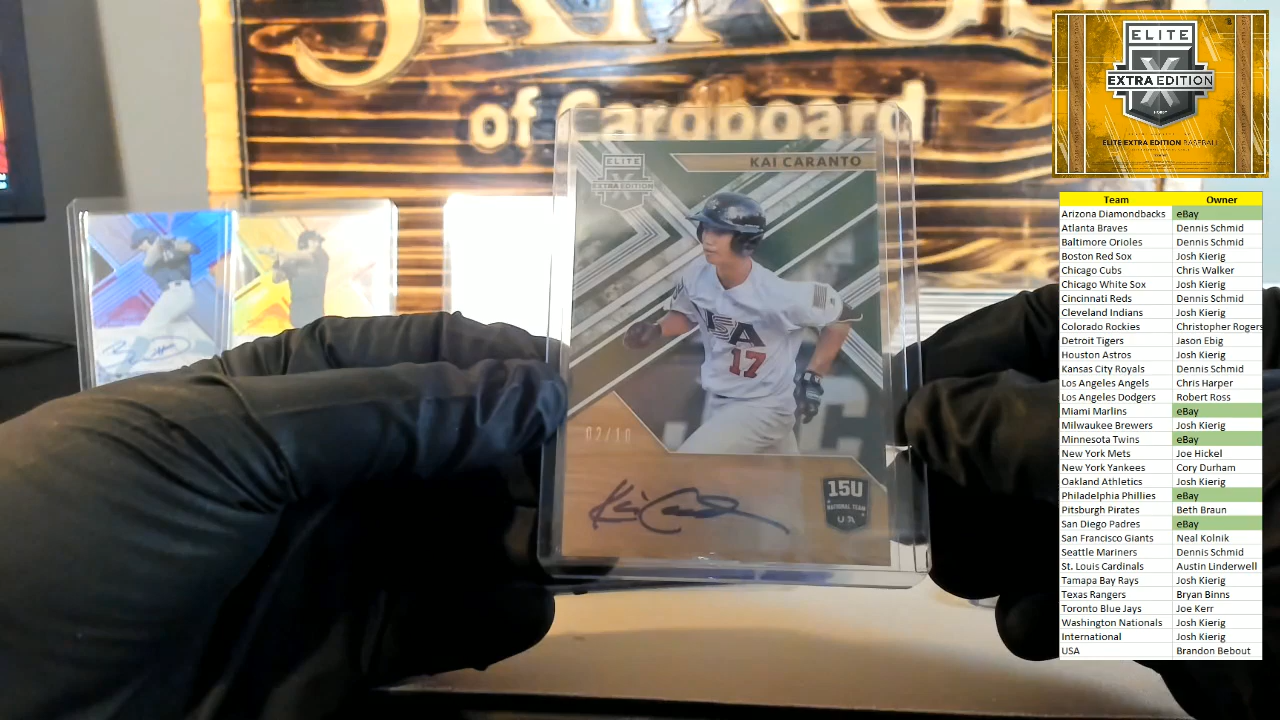 of Cardboard
ELITE
EXTRA EDITION
KAI CARANTO
USA
17
02/10
Kai Caranto
15U
NATIONAL TEAM
ELITE
EXTRA EDITION
ELITE EXTRA EDITION BASEBALL
Team Owner
Arizona Diamondbacks eBay
Atlanta Braves Dennis Schmid
Baltimore Orioles Dennis Schmid
Boston Red Sox Josh Kierig
Chicago Cubs Chris Walker
Chicago White Sox Josh Kierig
Cincinnati Reds Dennis Schmid
Cleveland Indians Josh Kierig
Colorado Rockies Christopher Rogers
Detroit Tigers Jason Ebig
Houston Astros Josh Kierig
Kansas City Royals Dennis Schmid
Los Angeles Angels Chris Harper
Los Angeles Dodgers Robert Ross
Miami Marlins eBay
Milwaukee Brewers Josh Kierig
Minnesota Twins eBay
New York Mets Joe Hickel
New York Yankees Cory Durham
Oakland Athletics Josh Kierig
Philadelphia Phillies eBay
Pitsburgh Pirates Beth Braun
San Diego Padres eBay
San Francisco Giants Neal Kolnik
Seattle Mariners Dennis Schmid
St. Louis Cardinals Austin Linderwell
Tamapa Bay Rays Josh Kierig
Texas Rangers Bryan Binns
Toronto Blue Jays Joe Kerr
Washington Nationals Josh Kierig
International Josh Kierig
USA Brandon Bebout